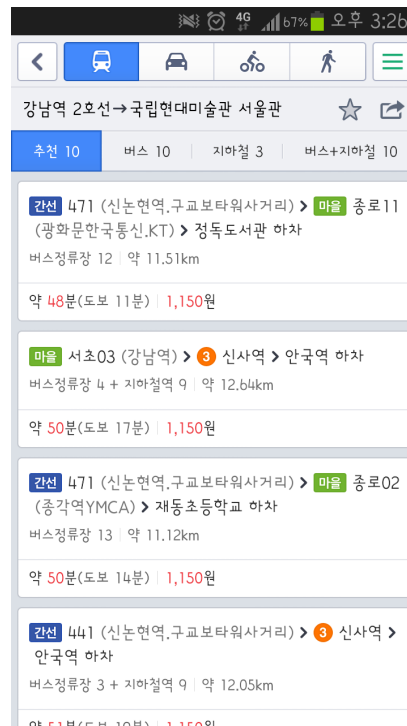 4G 67% 오후 3:26
강남역 2호선→국립현대미술관 서울관
추천 10 버스 10 지하철 3 버스+지하철 10
간선 471 (신논현역.구교보타워사거리) > 마을 종로11
(광화문한국통신.KT) > 정독도서관 하차
버스정류장 12 약 11.51km
약 48분(도보 11분) 1,150원
마을 서초03 (강남역) > 3 신사역 > 안국역 하차
버스정류장 4 + 지하철역 9 약 12.64km
약 50분(도보 17분) 1,150원
간선 471 (신논현역.구교보타워사거리) > 마을 종로02
(종각역YMCA) > 재동초등학교 하차
버스정류장 13 약 11.12km
약 50분(도보 14분) 1,150원
간선 441 (신논현역.구교보타워사거리) > 3 신사역 >
안국역 하차
버스정류장 3 + 지하철역 9 약 12.05km
약 51분(도보 1,150원